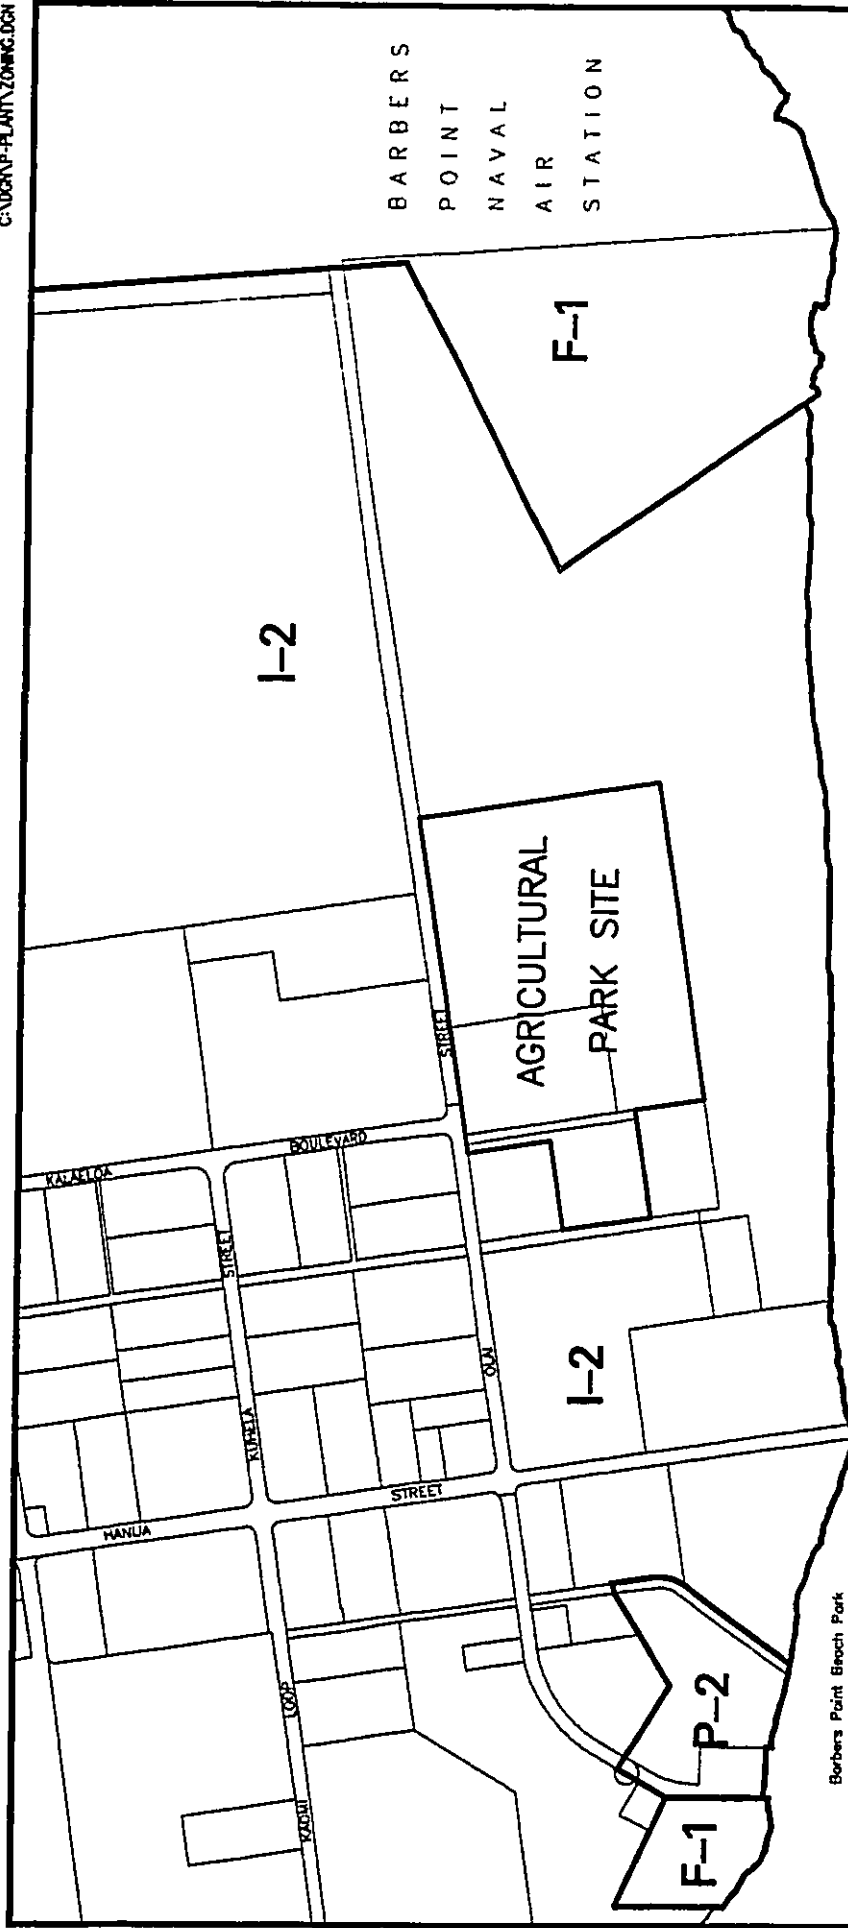 C:\DGN\P-PLANT\ZONING.DGN
BARBERS
POINT
NAVAL
AIR
STATION
F-1
I-2
AGRICULTURAL
PARK SITE
STREET
KALAELOA
BOULEVARD
STREET
OLAI
I-2
KUHELA
STREET
HANUA
LOOP
KAOMI
P-2
F-1
Barbers Point Beach Park